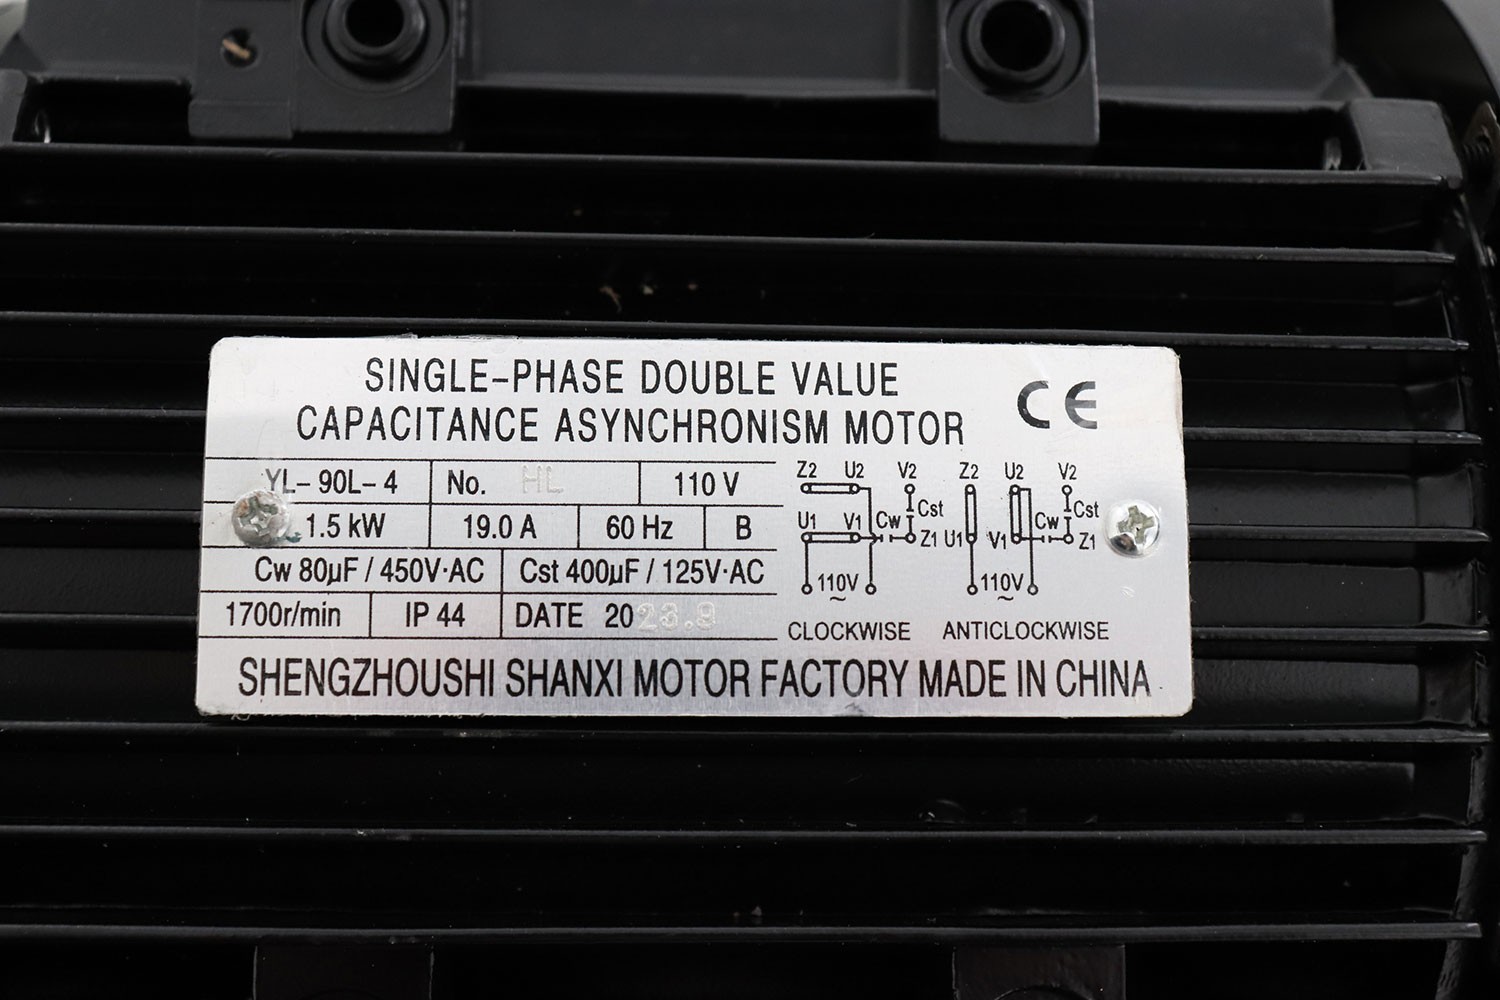 SINGLE-PHASE DOUBLE VALUE
CAPACITANCE ASYNCHRONISM MOTOR
CE
YL-90L-4 No. HL 110 V
1.5 kW 19.0 A 60 Hz B
Cw 80µF / 450V·AC Cst 400µF / 125V·AC
1700r/min IP 44 DATE 2023.9
Z2 U2 V2 Z2 U2 V2
Cst Cst
U1 V1 Cw Z1 U1 V1 Cw Z1
110V 110V
~ ~
CLOCKWISE ANTICLOCKWISE
SHENGZHOUSHI SHANXI MOTOR FACTORY MADE IN CHINA